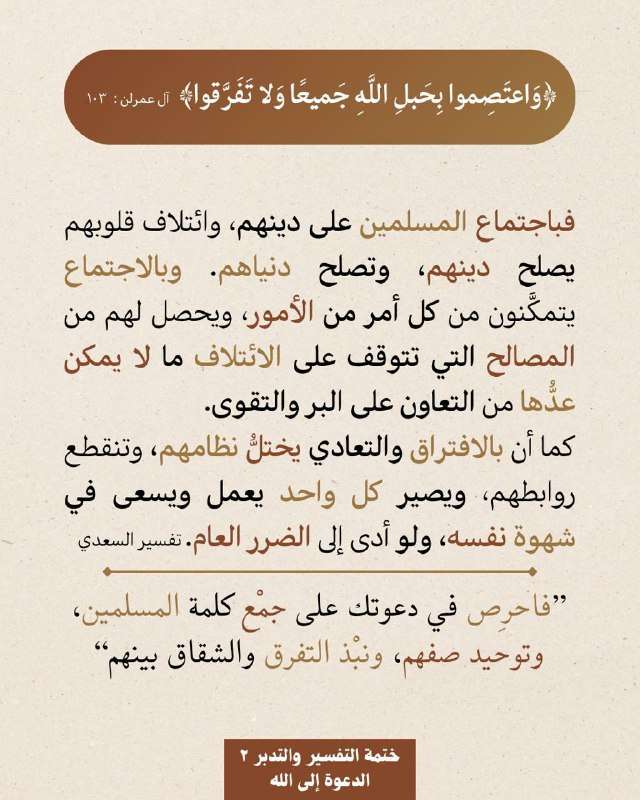 ﴿وَاعتَصِموا بِحَبلِ اللَّهِ جَميعًا وَلا تَفَرَّقوا﴾ آل عمرلن: ١٠٣
فباجتماع المسلمين على دينهم، وائتلاف قلوبهم
يصلح دينهم، وتصلح دنياهم. وبالاجتماع
يتمكَّنون من كل أمر من الأمور، ويحصل لهم من
المصالح التي تتوقف على الائتلاف ما لا يمكن
عدُّها من التعاون على البر والتقوى.
كما أن بالافتراق والتعادي يختلُّ نظامهم، وتنقطع
روابطهم، ويصير كل واحد يعمل ويسعى في
شهوة نفسه، ولو أدى إلى الضرر العام. تفسير السعدي
”فاحرِص في دعوتك على جمْع كلمة المسلمين،
وتوحيد صفهم، ونبْذ التفرق والشقاق بينهم“
ختمة التفسير والتدبر ٢
الدعوة إلى الله